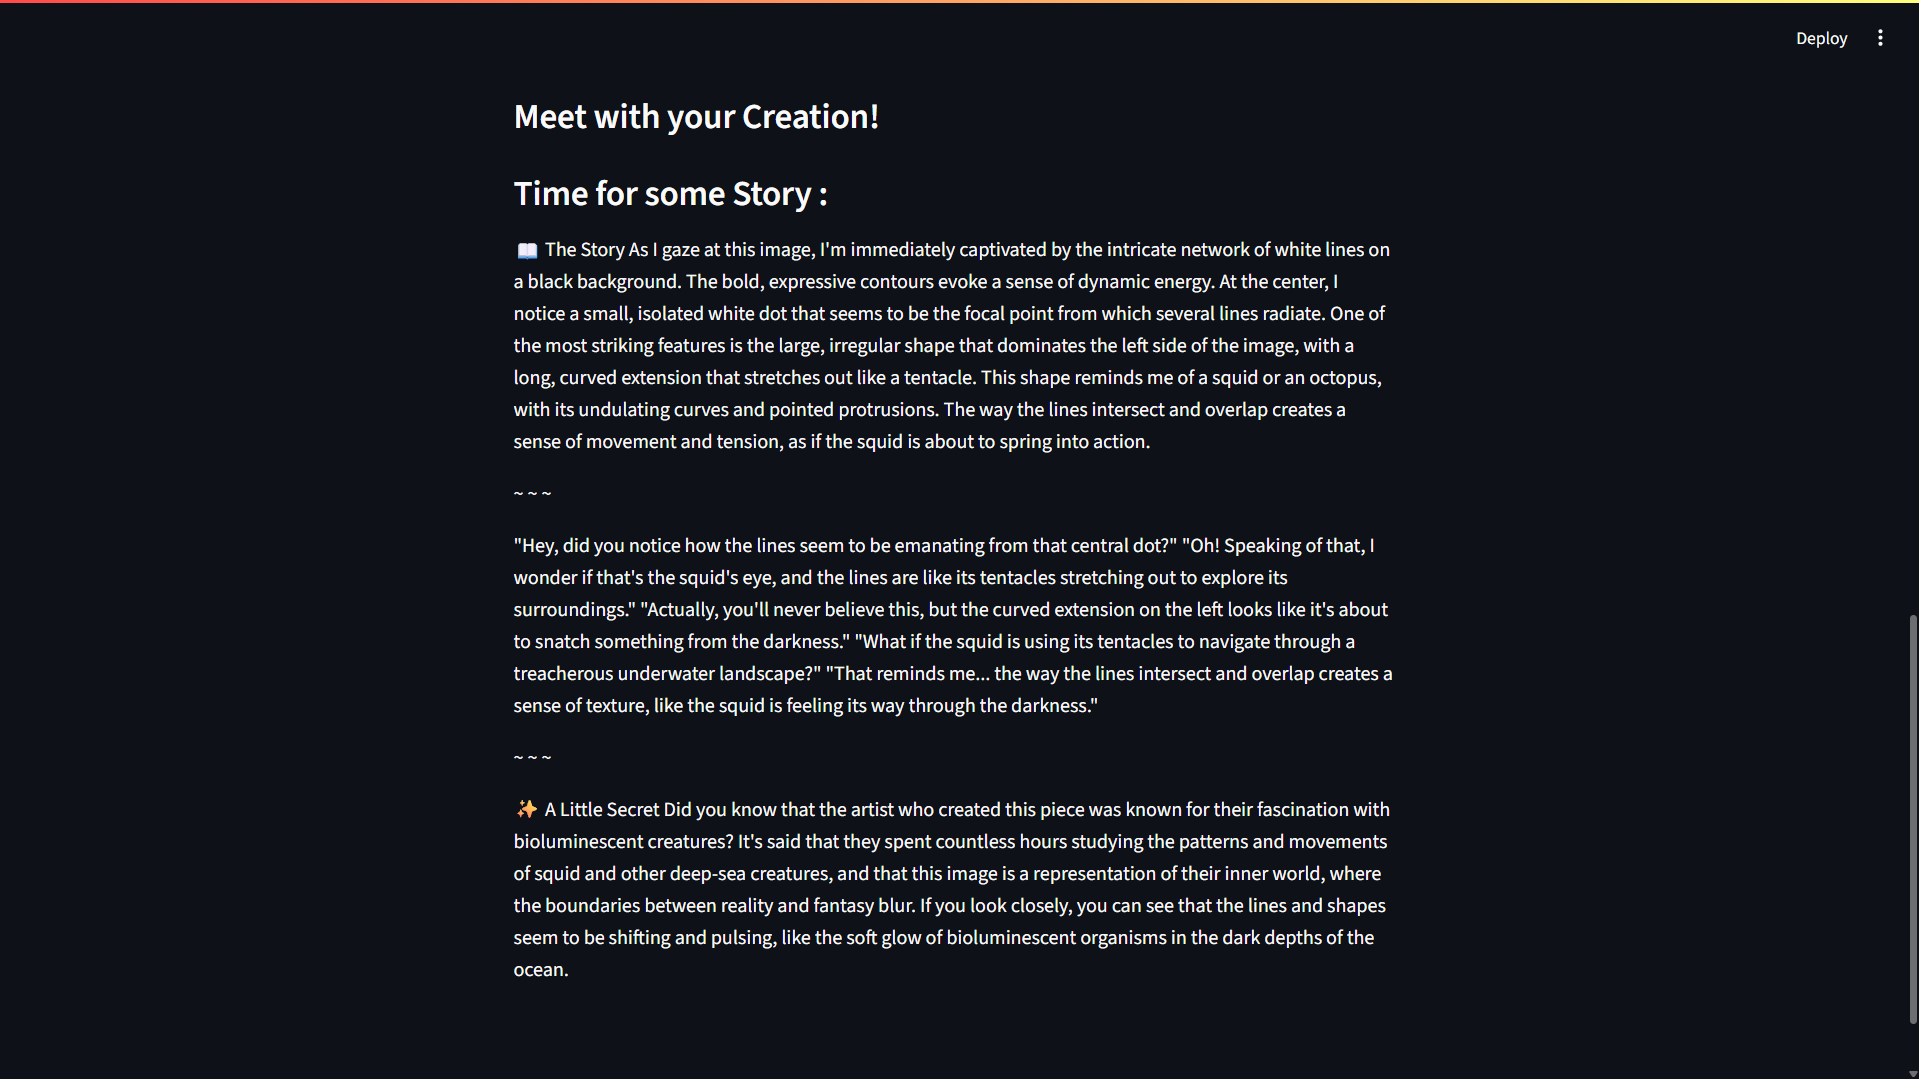 Deploy
Meet with your Creation!
Time for some Story :
📖 The Story As I gaze at this image, I'm immediately captivated by the intricate network of white lines on
a black background. The bold, expressive contours evoke a sense of dynamic energy. At the center, I
notice a small, isolated white dot that seems to be the focal point from which several lines radiate. One of
the most striking features is the large, irregular shape that dominates the left side of the image, with a
long, curved extension that stretches out like a tentacle. This shape reminds me of a squid or an octopus,
with its undulating curves and pointed protrusions. The way the lines intersect and overlap creates a
sense of movement and tension, as if the squid is about to spring into action.
~ ~ ~
"Hey, did you notice how the lines seem to be emanating from that central dot?" "Oh! Speaking of that, I
wonder if that's the squid's eye, and the lines are like its tentacles stretching out to explore its
surroundings." "Actually, you'll never believe this, but the curved extension on the left looks like it's about
to snatch something from the darkness." "What if the squid is using its tentacles to navigate through a
treacherous underwater landscape?" "That reminds me... the way the lines intersect and overlap creates a
sense of texture, like the squid is feeling its way through the darkness."
~ ~ ~
✨ A Little Secret Did you know that the artist who created this piece was known for their fascination with
bioluminescent creatures? It's said that they spent countless hours studying the patterns and movements
of squid and other deep-sea creatures, and that this image is a representation of their inner world, where
the boundaries between reality and fantasy blur. If you look closely, you can see that the lines and shapes
seem to be shifting and pulsing, like the soft glow of bioluminescent organisms in the dark depths of the
ocean.